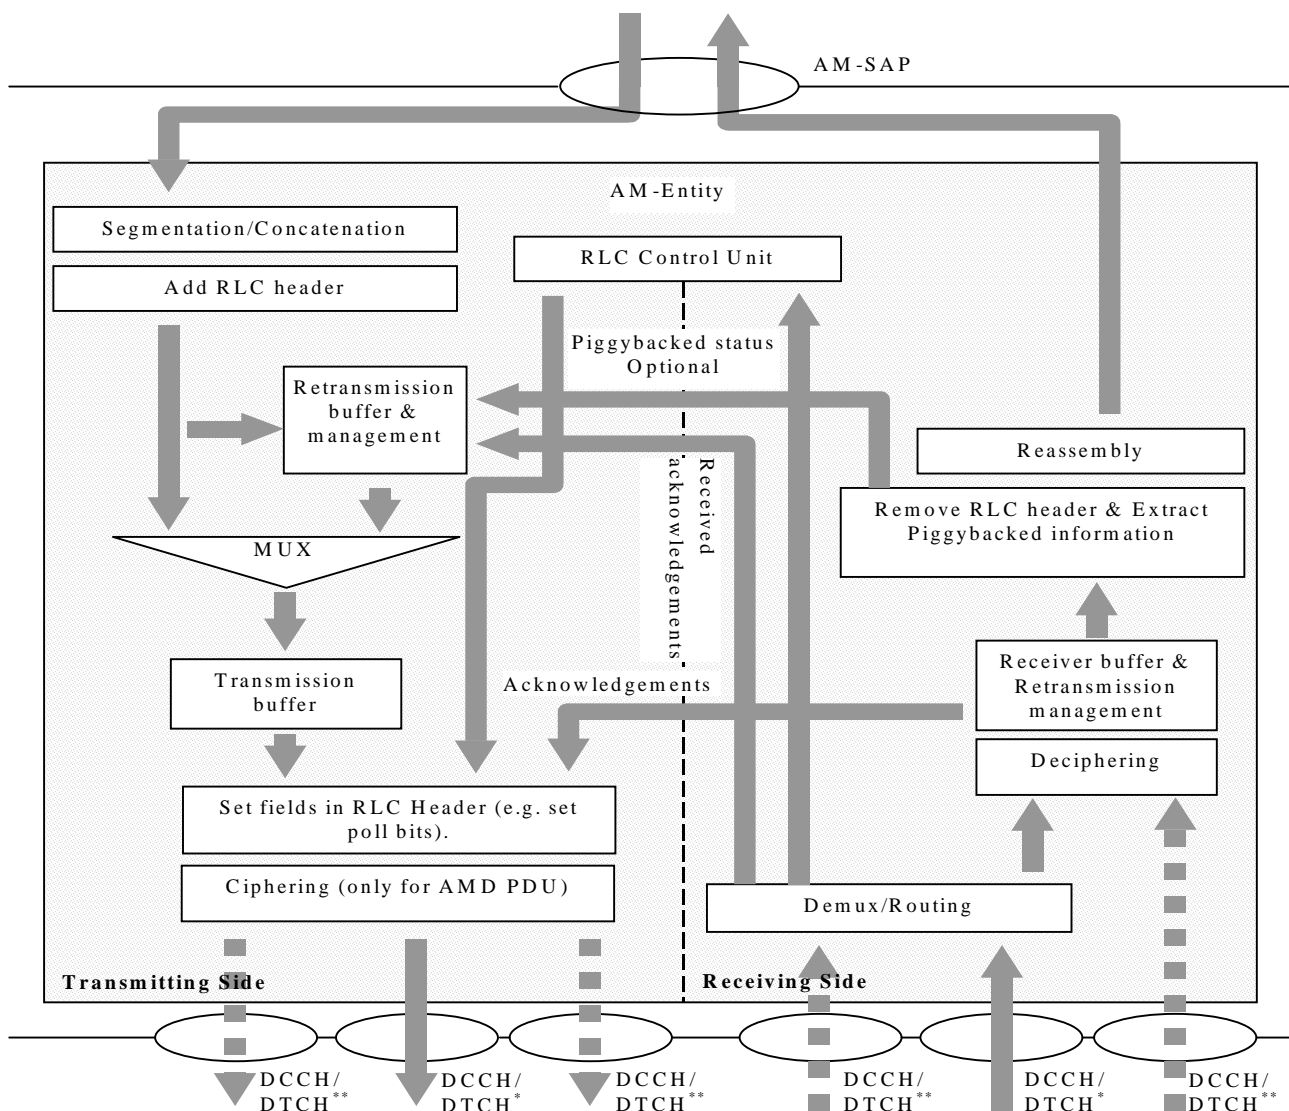 AM-SAP
AM-Entity
Segmentation/Concatenation
Add RLC header
RLC Control Unit
Piggybacked status
Optional
Retransmission
buffer &
management
Received
acknowledgements
Reassembly
Remove RLC header & Extract
Piggybacked information
MUX
Transmission
buffer
Acknowledgements
Receiver buffer &
Retransmission
management
Deciphering
Set fields in RLC Header (e.g. set
poll bits).
Ciphering (only for AMD PDU)
Demux/Routing
Transmitting Side
Receiving Side
DCCH/
DTCH**
DCCH/
DTCH*
DCCH/
DTCH**
DCCH/
DTCH**
DCCH/
DTCH*
DCCH/
DTCH**